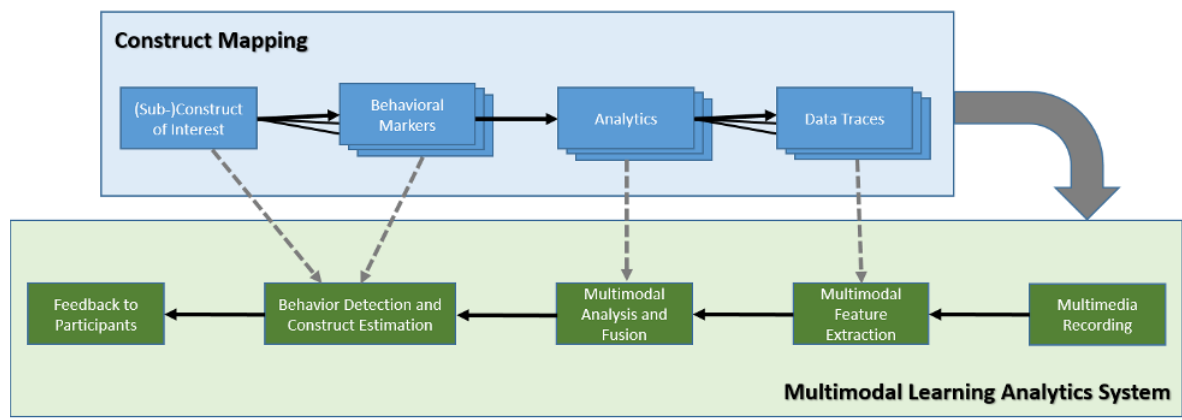 Construct Mapping
(Sub-)Construct
of Interest
Behavioral
Markers
Analytics
Data Traces
Feedback to
Participants
Behavior Detection and
Construct Estimation
Multimodal
Analysis and
Fusion
Multimodal
Feature
Extraction
Multimedia
Recording
Multimodal Learning Analytics System